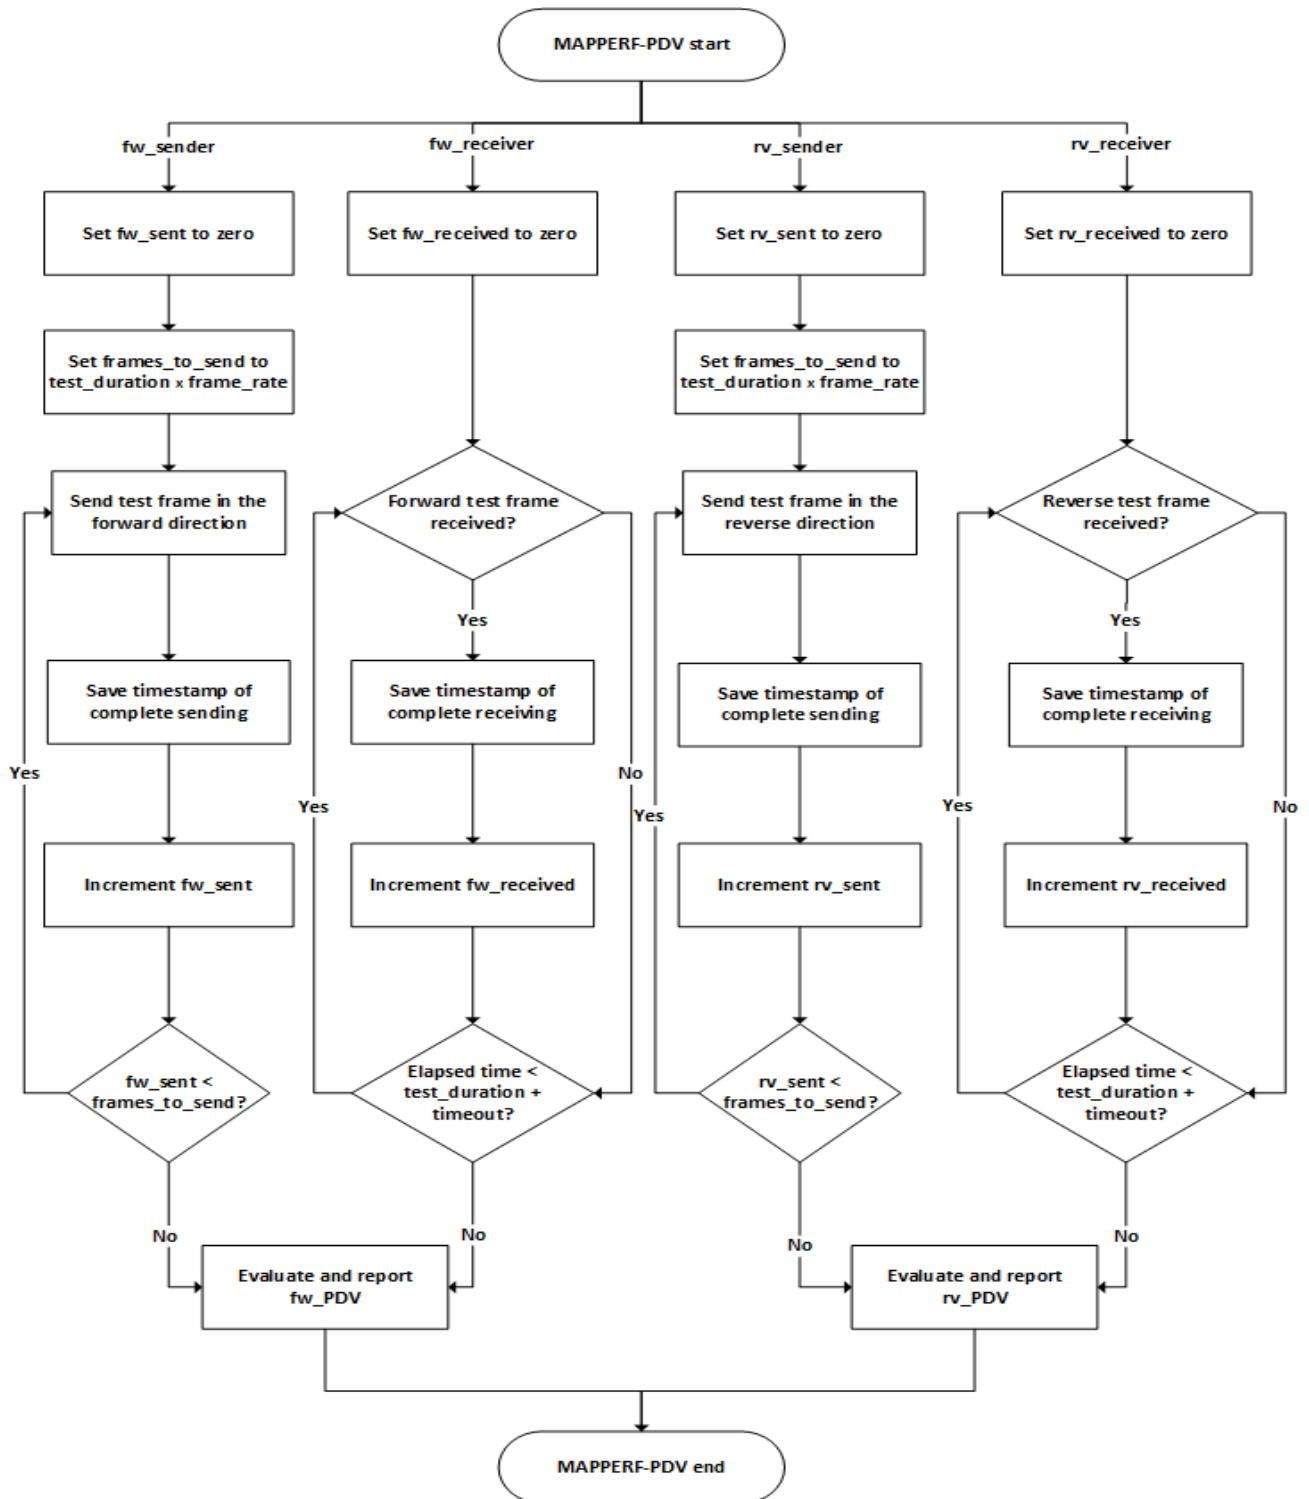 MAPPERF-PDV start
fw_sender
fw_receiver
rv_sender
rv_receiver
Set fw_sent to zero
Set fw_received to zero
Set rv_sent to zero
Set rv_received to zero
Set frames_to_send to
test_duration x frame_rate
Set frames_to_send to
test_duration x frame_rate
Send test frame in the
forward direction
Forward test frame
received?
Send test frame in the
reverse direction
Reverse test frame
received?
Yes
Yes
Save timestamp of
complete sending
Save timestamp of
complete receiving
Save timestamp of
complete sending
Save timestamp of
complete receiving
Yes
No
Yes
Yes
Yes
No
Increment fw_sent
Increment fw_received
Increment rv_sent
Increment rv_received
fw_sent <
frames_to_send?
Elapsed time <
test_duration +
timeout?
rv_sent <
frames_to_send?
Elapsed time <
test_duration +
timeout?
No
No
No
No
Evaluate and report
fw_PDV
Evaluate and report
rv_PDV
MAPPERF-PDV end